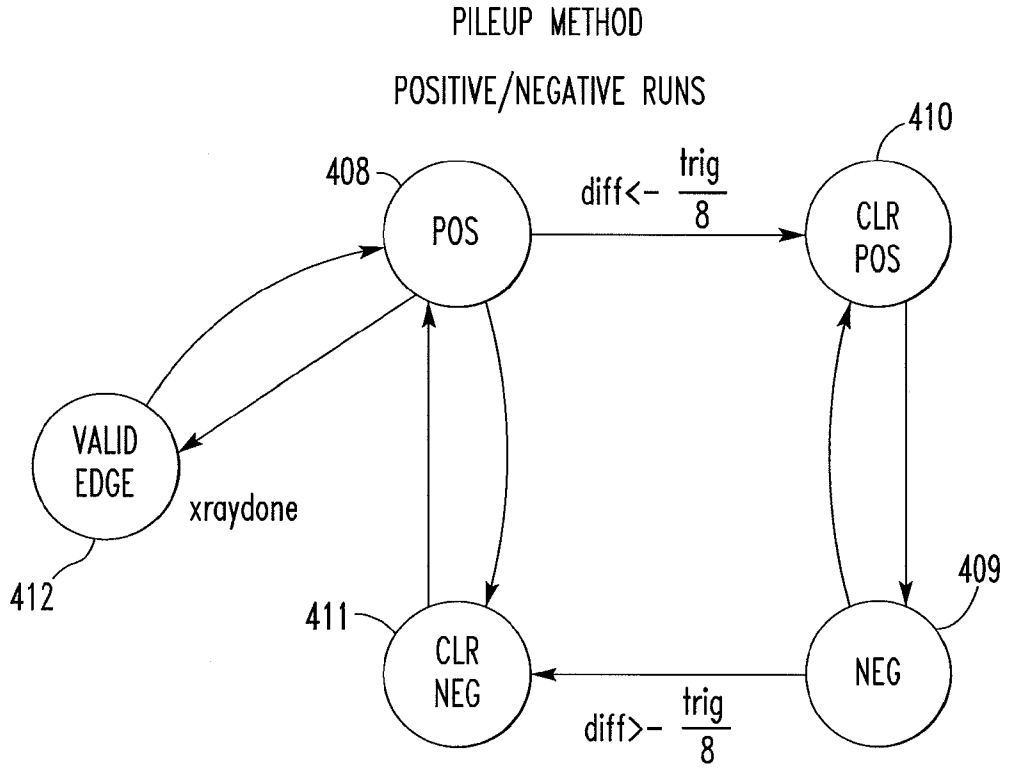 PILEUP METHOD
POSITIVE/NEGATIVE RUNS
410
408
diff<- trig/8
POS
CLR
POS
VALID
EDGE
xraydone
412
409
411
CLR
NEG
NEG
diff>- trig/8